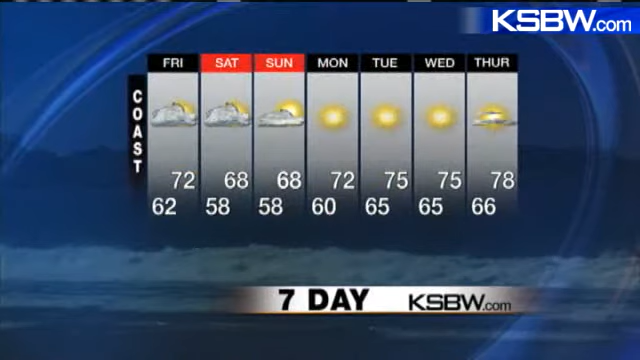 KSBW.com
FRI SAT SUN MON TUE WED THUR
COAST
72 68 68 72 75 75 78
62 58 58 60 65 65 66
7 DAY KSBW.com